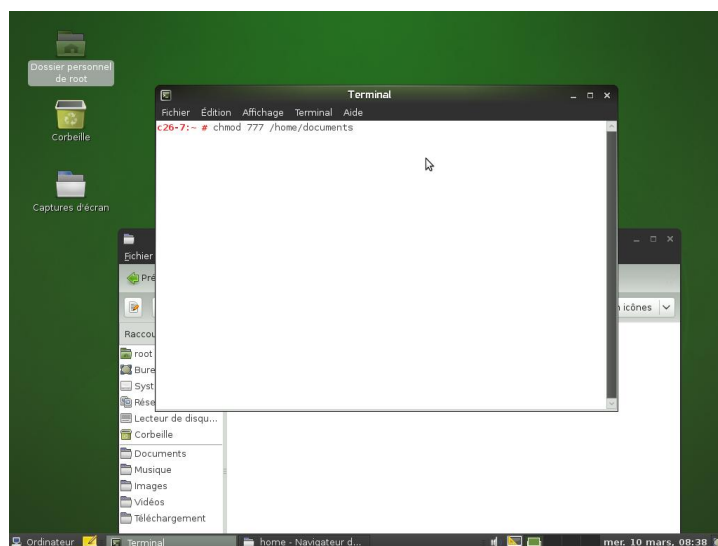 Dossier personnel
de root
Corbeille
Captures d'écran
Terminal
Fichier Édition Affichage Terminal Aide
c26-7:~ # chmod 777 /home/documents
Fichier
icônes
root
Lecteur de disqu...
Corbeille
Documents
Musique
Images
Vidéos
Téléchargement
Ordinateur Terminal home - Navigateur d... mer. 10 mars, 08:38